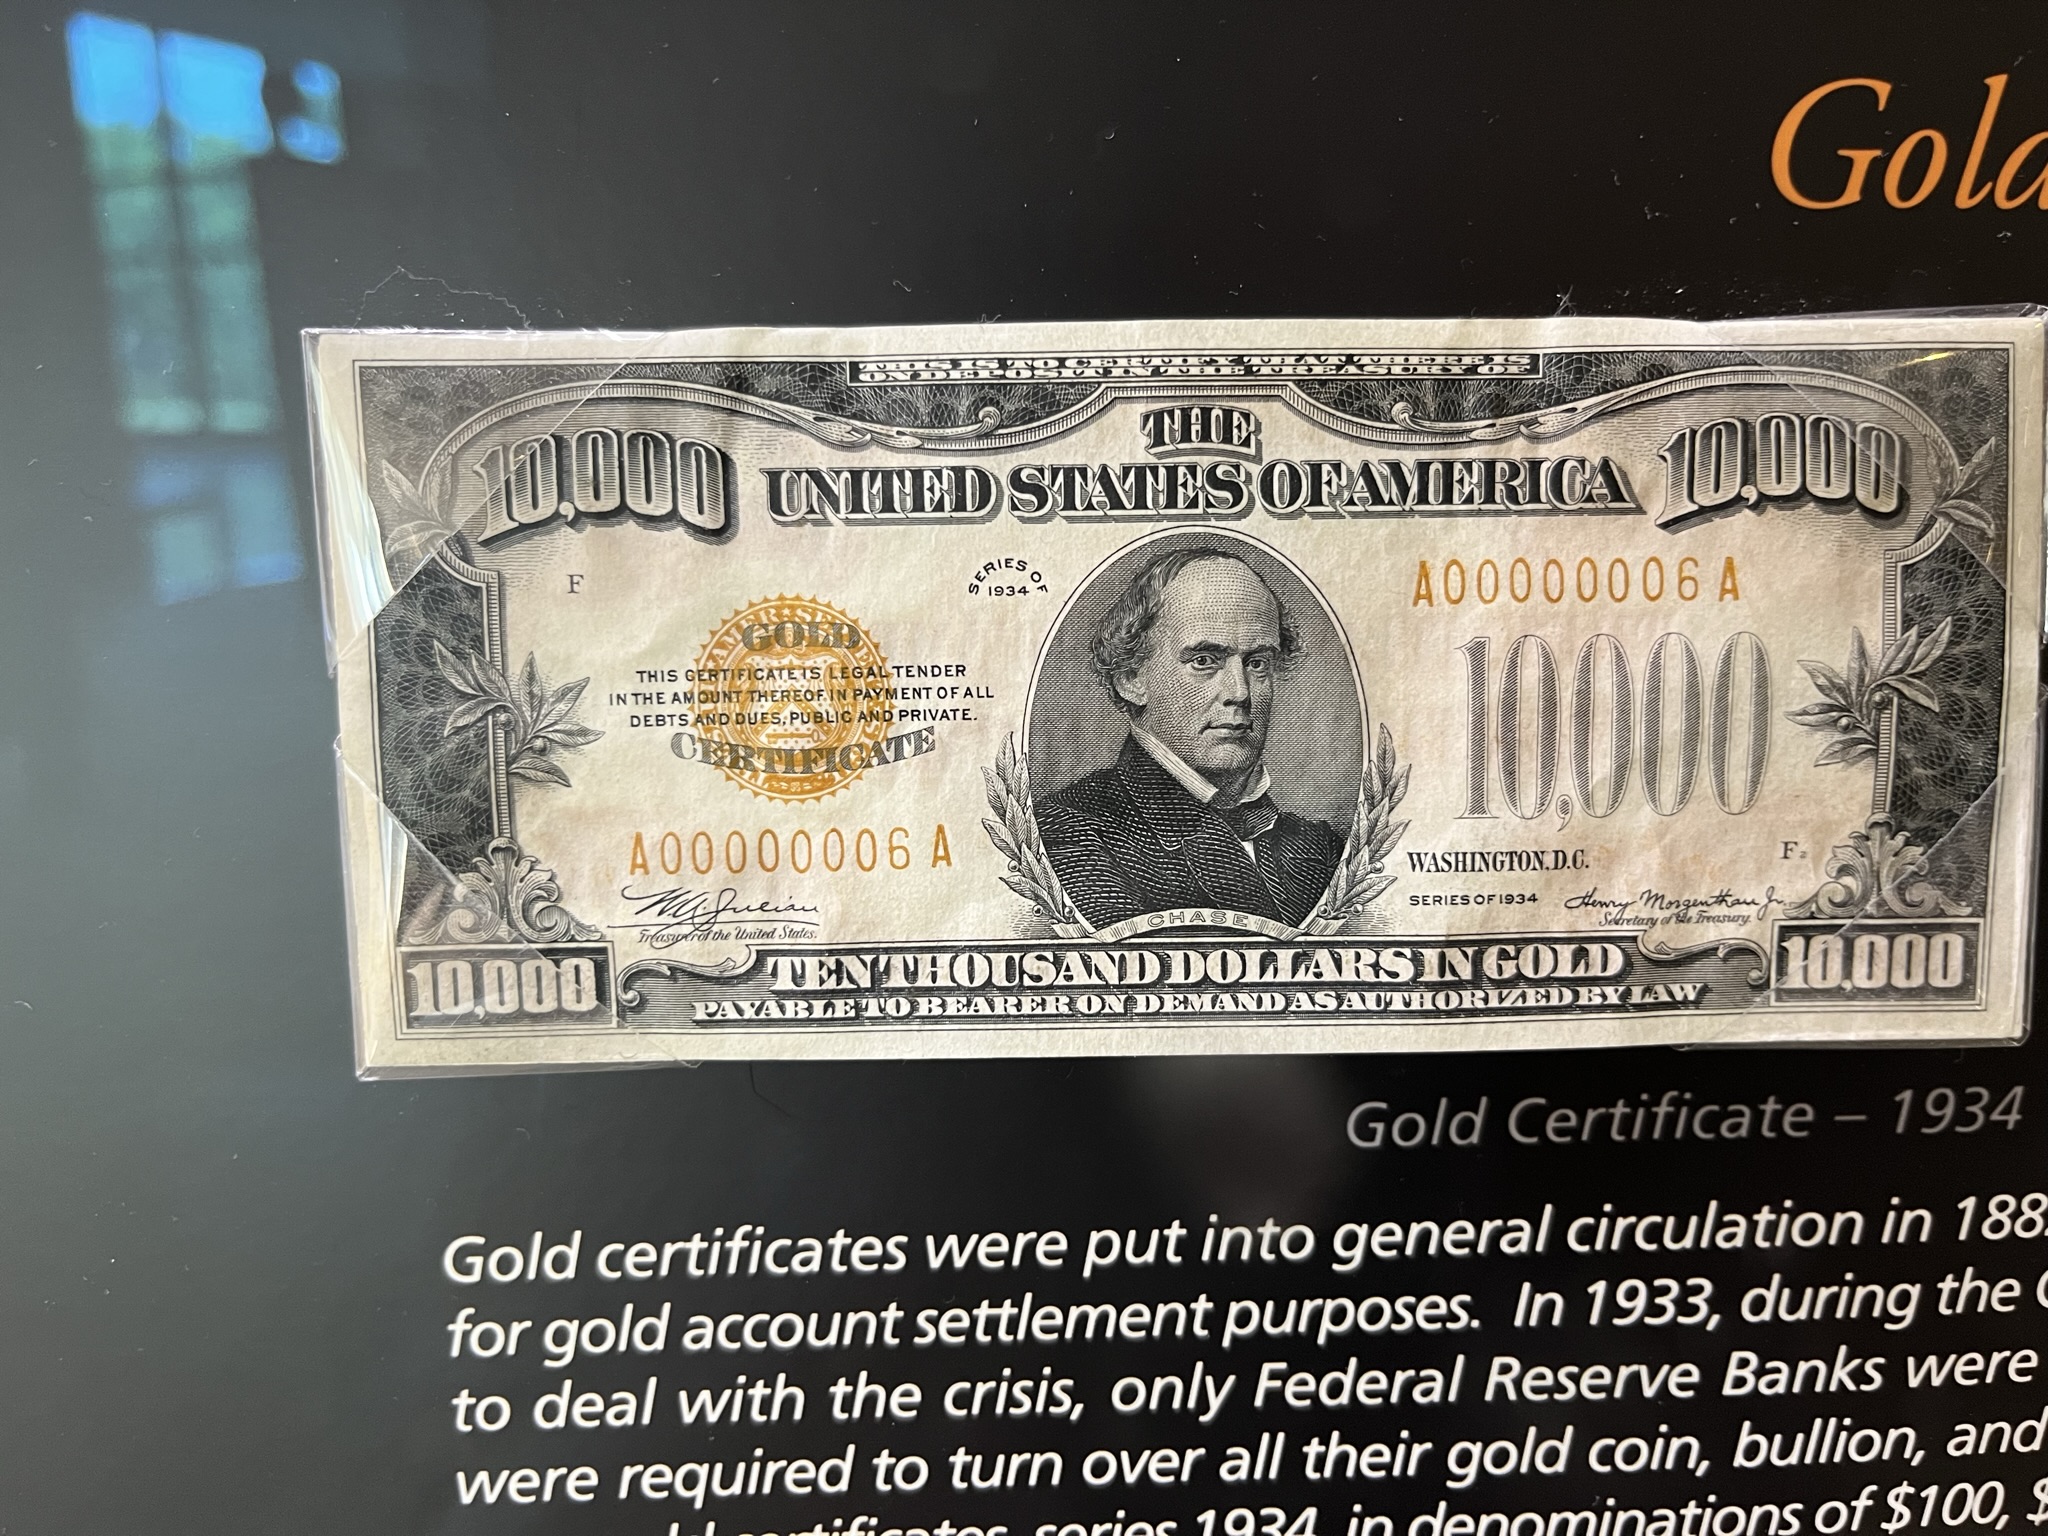 Gold
THIS IS TO CERTIFY THAT THERE IS
ON DEPOSIT IN THE TREASURY OF
10,000
THE
UNITED STATES OF AMERICA
10,000
F
SERIES OF
1934
A00000006A
GOLD
THIS CERTIFICATE IS LEGAL TENDER
IN THE AMOUNT THEREOF IN PAYMENT OF ALL
DEBTS AND DUES, PUBLIC AND PRIVATE.
CERTIFICATE
10,000
A00000006A
W.A. Julian
Treasurer of the United States.
CHASE
WASHINGTON, D.C.
F
SERIES OF 1934
Henry Morgenthau Jr.
Secretary of the Treasury.
10,000
TEN THOUSAND DOLLARS IN GOLD
PAYABLE TO BEARER ON DEMAND AS AUTHORIZED BY LAW
10,000
Gold Certificate – 1934
Gold certificates were put into general circulation in 188
for gold account settlement purposes. In 1933, during the
to deal with the crisis, only Federal Reserve Banks were
were required to turn over all their gold coin, bullion, and
certificates, series 1934, in denominations of $100, $